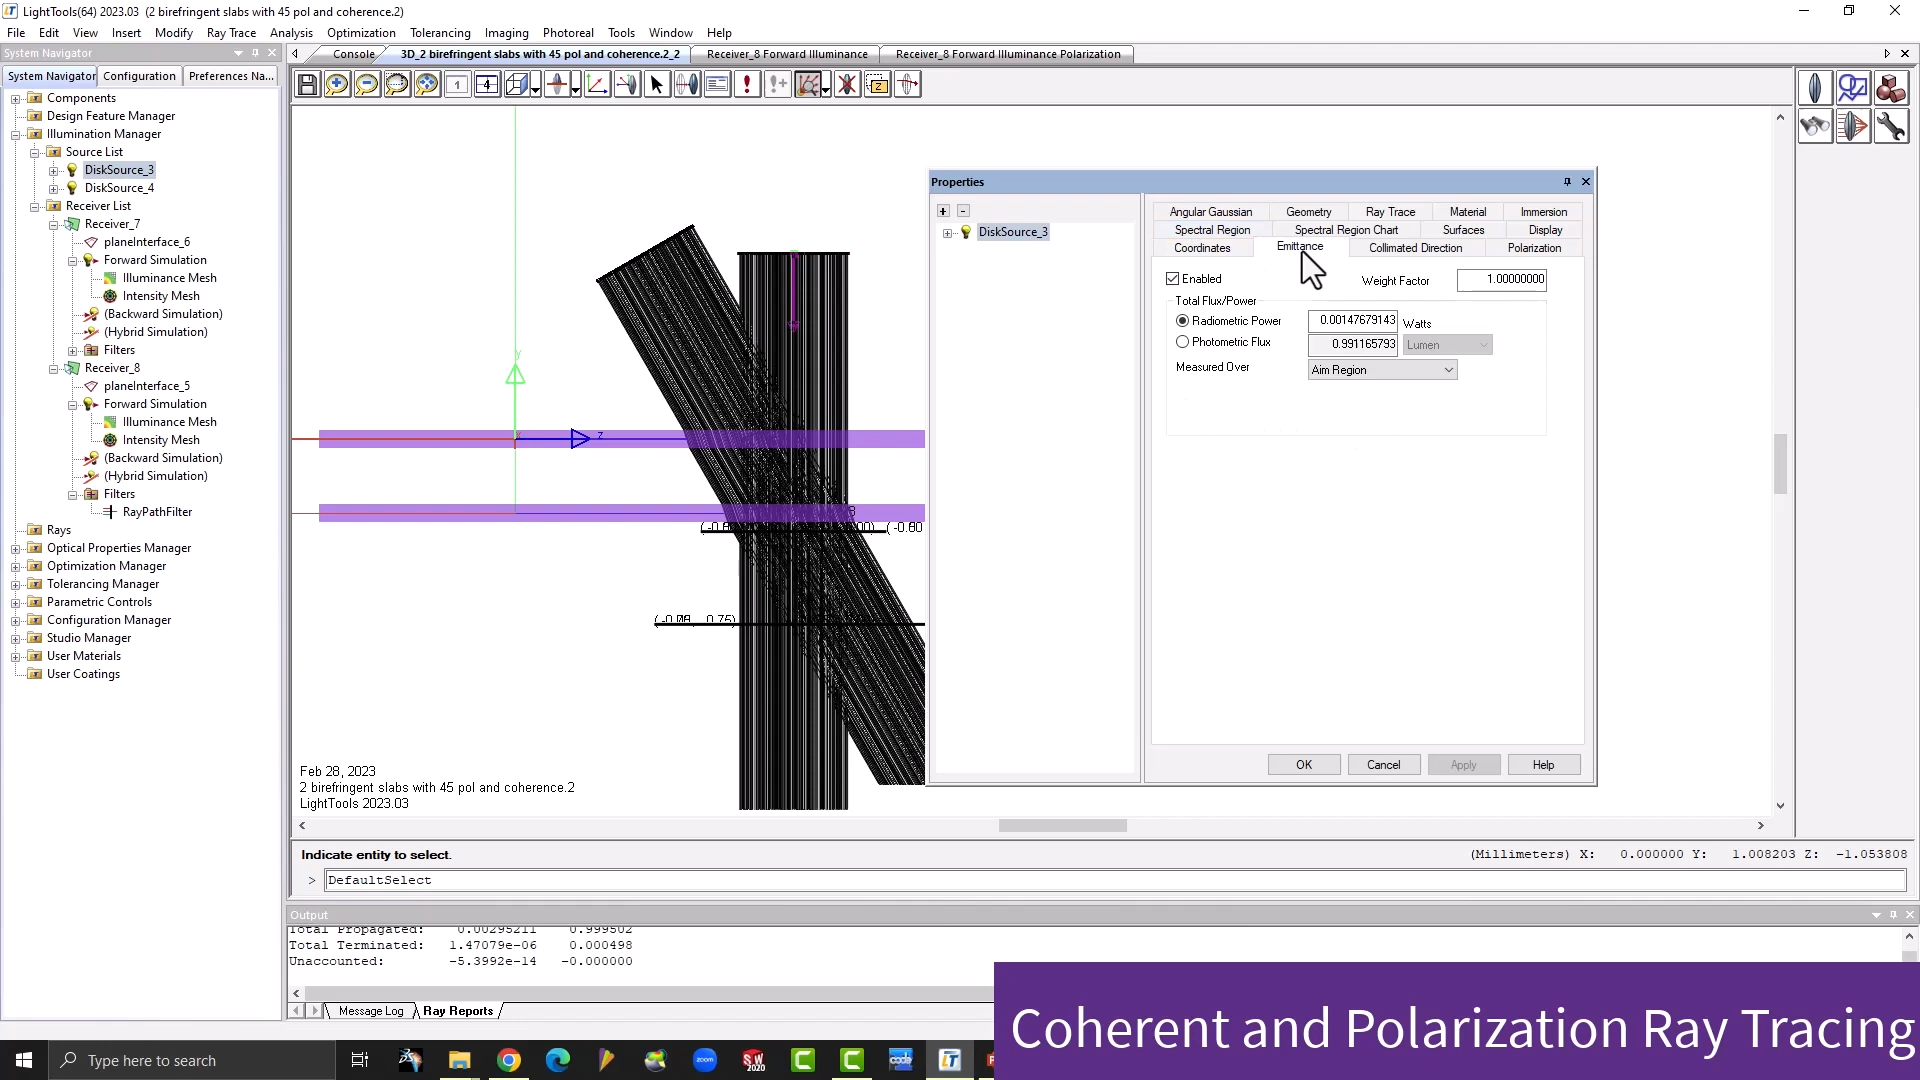 LightTools(64) 2023.03 (2 birefringent slabs with 45 pol and coherence.2)
File Edit View Insert Modify Ray Trace Analysis Optimization Tolerancing Imaging Photoreal Tools Window Help
System Navigator
System Navigator Configuration Preferences Na...
Components
Design Feature Manager
Illumination Manager
Source List
DiskSource_3
DiskSource_4
Receiver List
Receiver_7
planeInterface_6
Forward Simulation
Illuminance Mesh
Intensity Mesh
(Backward Simulation)
(Hybrid Simulation)
Filters
Receiver_8
planeInterface_5
Forward Simulation
Illuminance Mesh
Intensity Mesh
(Backward Simulation)
(Hybrid Simulation)
Filters
RayPathFilter
Rays
Optical Properties Manager
Optimization Manager
Tolerancing Manager
Parametric Controls
Configuration Manager
Studio Manager
User Materials
User Coatings
Console 3D_2 birefringent slabs with 45 pol and coherence.2_2 Receiver_8 Forward Illuminance Receiver_8 Forward Illuminance Polarization
Y
Z
Feb 28, 2023
2 birefringent slabs with 45 pol and coherence.2
LightTools 2023.03
Properties
DiskSource_3
Angular Gaussian Geometry Ray Trace Material Immersion
Spectral Region Spectral Region Chart Surfaces Display
Coordinates Emittance Collimated Direction Polarization
Enabled Weight Factor 1.00000000
Total Flux/Power
Radiometric Power 0.00147679143 Watts
Photometric Flux 0.991165793 Lumen
Measured Over Aim Region
OK Cancel Apply Help
Indicate entity to select.
(Millimeters) X: 0.000000 Y: 1.008203 Z: -1.053808
> DefaultSelect
Output
Total Propagated: 0.00295211 0.999502
Total Terminated: 1.47079e-06 0.000498
Unaccounted: -5.3992e-14 -0.000000
Message Log Ray Reports
Coherent and Polarization Ray Tracing
Type here to search